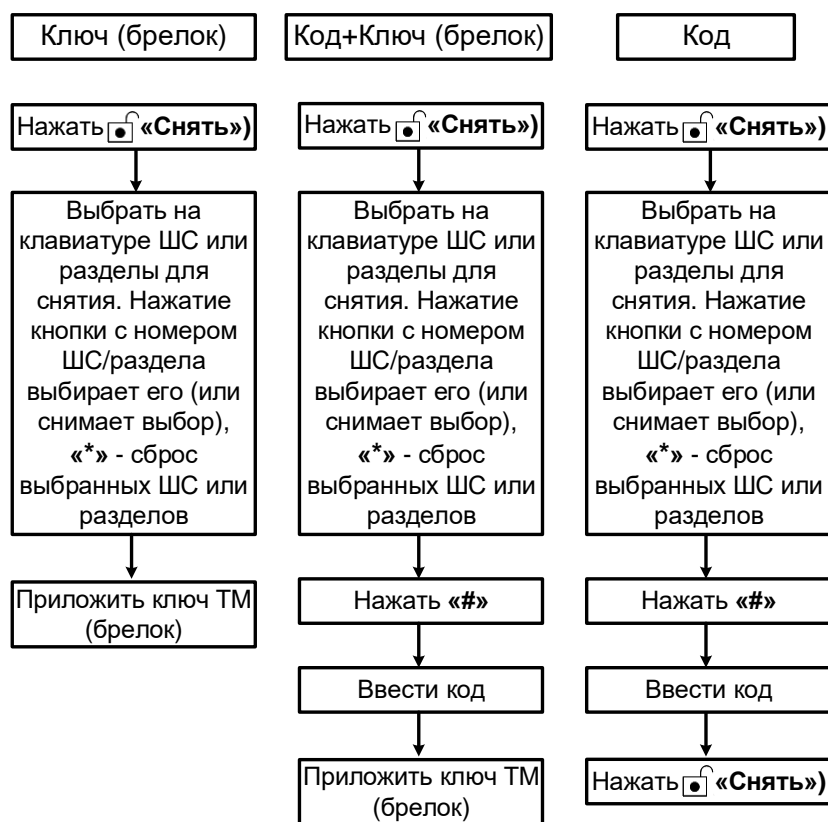 Ключ (брелок)
Нажать «Снять»)
Выбрать на
клавиатуре ШС или
разделы для
снятия. Нажатие
кнопки с номером
ШС/раздела
выбирает его (или
снимает выбор),
«*» - сброс
выбранных ШС или
разделов
Приложить ключ ТМ
(брелок)
Код+Ключ (брелок)
Нажать «Снять»)
Выбрать на
клавиатуре ШС или
разделы для
снятия. Нажатие
кнопки с номером
ШС/раздела
выбирает его (или
снимает выбор),
«*» - сброс
выбранных ШС или
разделов
Нажать «#»
Ввести код
Приложить ключ ТМ
(брелок)
Код
Нажать «Снять»)
Выбрать на
клавиатуре ШС или
разделы для
снятия. Нажатие
кнопки с номером
ШС/раздела
выбирает его (или
снимает выбор),
«*» - сброс
выбранных ШС или
разделов
Нажать «#»
Ввести код
Нажать «Снять»)